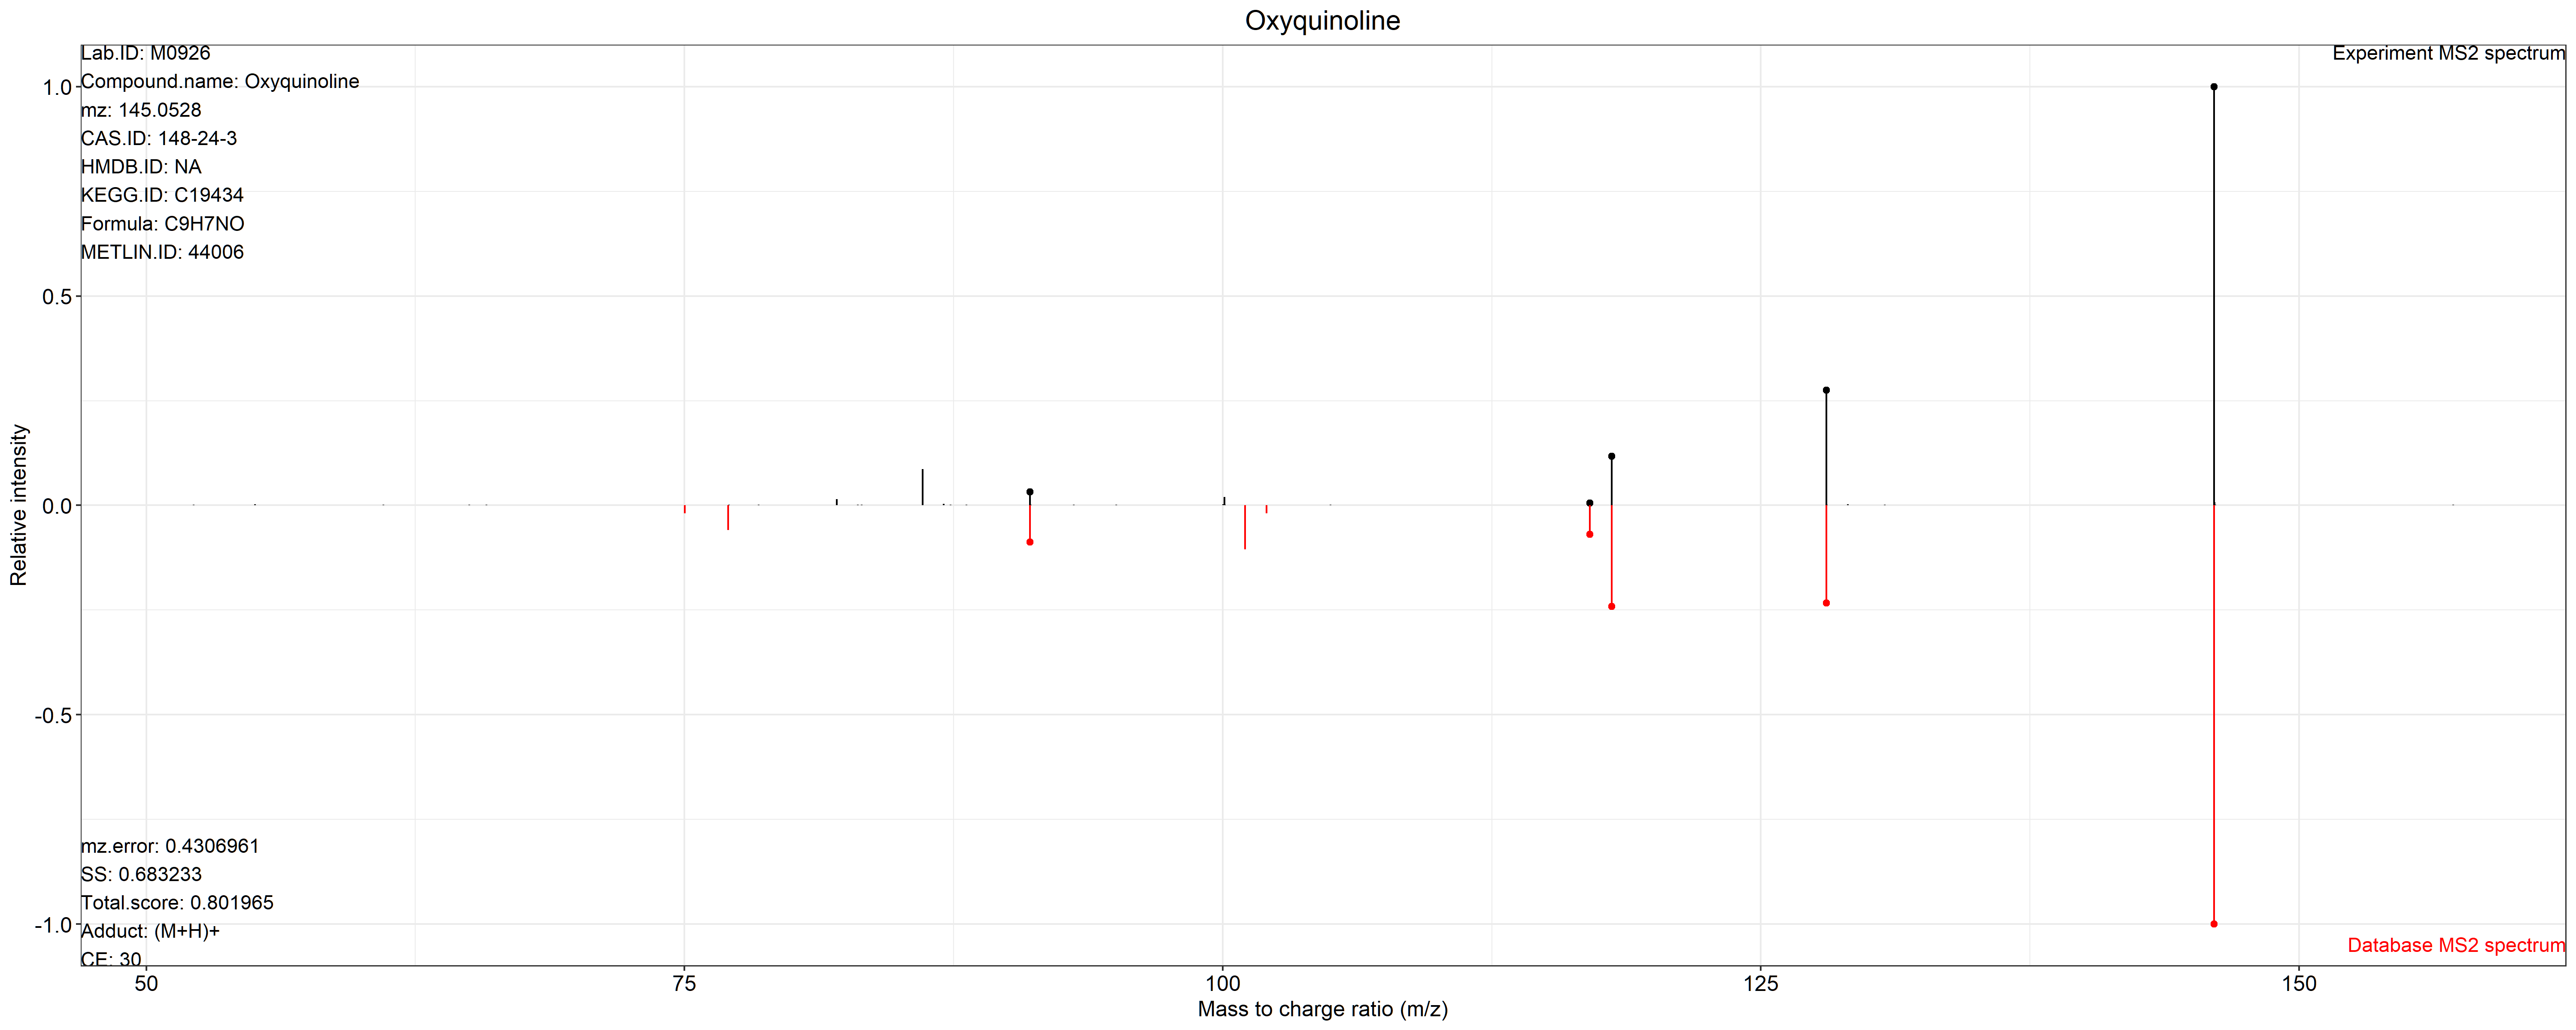 Oxyquinoline
Lab.ID: M0926
Experiment MS2 spectrum
Compound.name: Oxyquinoline
mz: 145.0528
CAS.ID: 148-24-3
HMDB.ID: NA
KEGG.ID: C19434
Formula: C9H7NO
METLIN.ID: 44006
1.0
0.5
0.0
-0.5
-1.0
Relative intensity
mz.error: 0.4306961
SS: 0.683233
Total.score: 0.801965
Adduct: (M+H)+
CE: 30
Database MS2 spectrum
50 75 100 125 150
Mass to charge ratio (m/z)